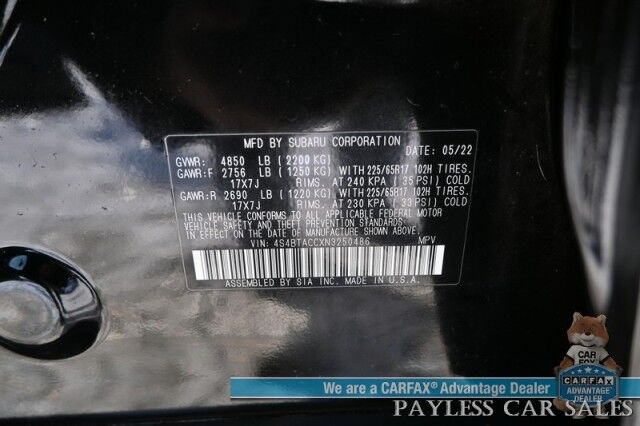 MFD BY SUBARU CORPORATION DATE: 05/22
GVWR: 4850 LB ( 2200 KG)
GAWR:F 2756 LB ( 1250 KG) WITH 225/65R17 102H TIRES.
17X7J RIMS. AT 240 KPA ( 35 PSI) COLD
GAWR:R 2690 LB ( 1220 KG) WITH 225/65R17 102H TIRES.
17X7J RIMS. AT 230 KPA ( 33 PSI) COLD
THIS VEHICLE CONFORMS TO ALL APPLICABLE FEDERAL MOTOR
VEHICLE SAFETY AND THEFT PREVENTION STANDARDS IN
EFFECT ON THE DATE OF MANUFACTURE SHOWN ABOVE.
VIN: 4S4BTACCXN3250486 MPV
ASSEMBLED BY SIA INC. MADE IN U.S.A.
CAR
FOX
CARFAX
ADVANTAGE
DEALER
We are a CARFAX® Advantage Dealer
PAYLESS CAR SALES